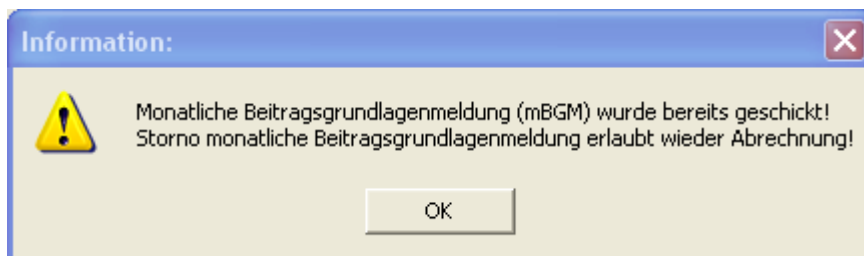 Information:
Monatliche Beitragsgrundlagenmeldung (mBGM) wurde bereits geschickt!
Storno monatliche Beitragsgrundlagenmeldung erlaubt wieder Abrechnung!
OK